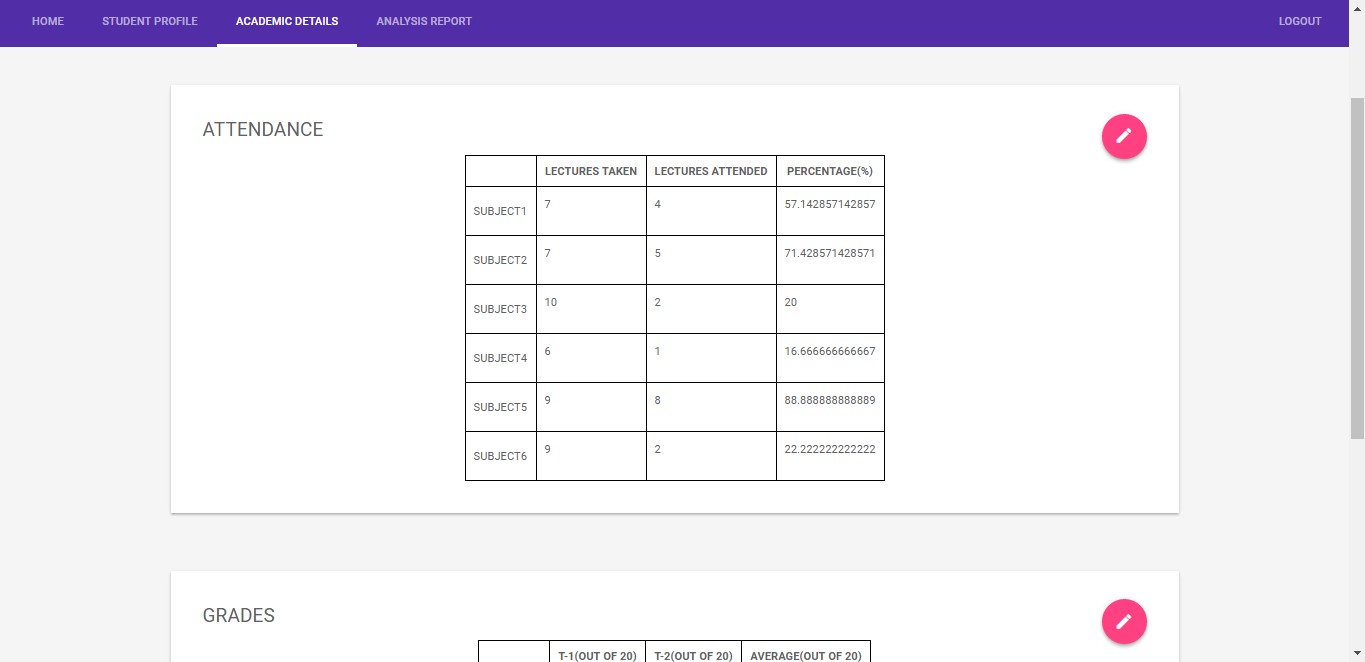 HOME STUDENT PROFILE ACADEMIC DETAILS ANALYSIS REPORT LOGOUT
ATTENDANCE
LECTURES TAKEN LECTURES ATTENDED PERCENTAGE(%)
SUBJECT1 7 4 57.142857142857
SUBJECT2 7 5 71.428571428571
SUBJECT3 10 2 20
SUBJECT4 6 1 16.666666666667
SUBJECT5 9 8 88.888888888889
SUBJECT6 9 2 22.222222222222
GRADES
T-1(OUT OF 20) T-2(OUT OF 20) AVERAGE(OUT OF 20)